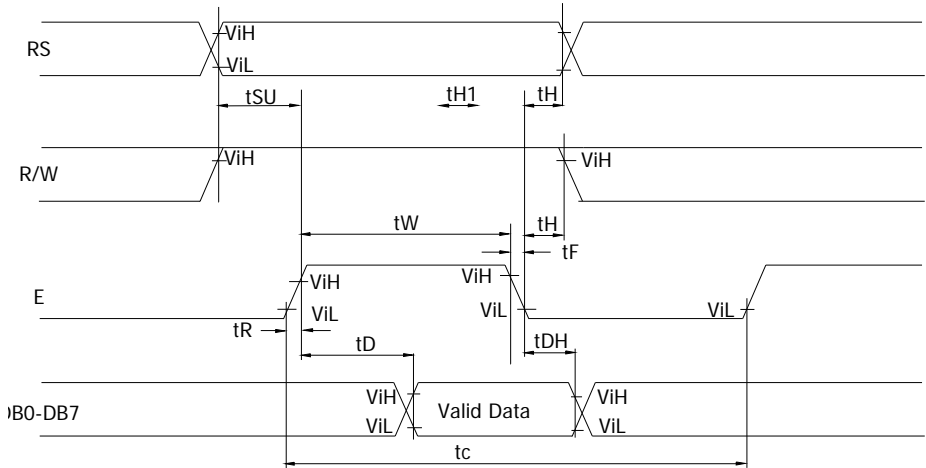 RS
ViH
ViL
tSU
tH1
tH
R/W
ViH
ViH
tW
tH
tF
E
ViH
ViH
ViL
ViL
ViL
tR
tD
tDH
DB0-DB7
ViH
ViL
Valid Data
ViH
ViL
tc